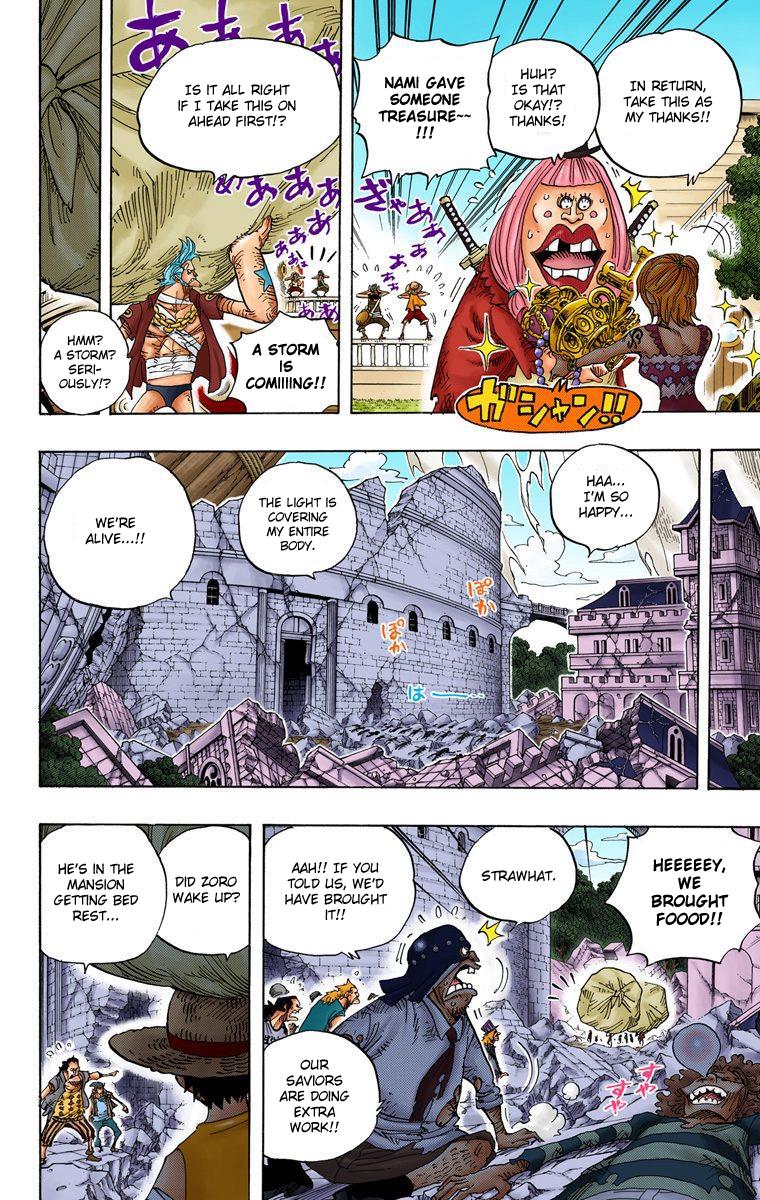 IN RETURN,
TAKE THIS AS
MY THANKS!!
HUH?
IS THAT
OKAY!?
THANKS!
NAMI GAVE
SOMEONE
TREASURE~~
!!!
ガシャン!!
IS IT ALL RIGHT
IF I TAKE THIS ON
AHEAD FIRST!?
A STORM
IS
COMIIIING!!
HMM?
A STORM?
SERI-
OUSLY!?
HAA...
I'M SO
HAPPY...
THE LIGHT IS
COVERING
MY ENTIRE
BODY.
WE'RE
ALIVE...!!
ぽか
ぽか
は——…
HEEEEEY,
WE
BROUGHT
FOOOD!!
STRAWHAT.
AAH!! IF YOU
TOLD US, WE'D
HAVE BROUGHT
IT!!
OUR
SAVIORS
ARE DOING
EXTRA
WORK!!
すや
すや
DID ZORO
WAKE UP?
HE'S IN THE
MANSION
GETTING BED
REST...